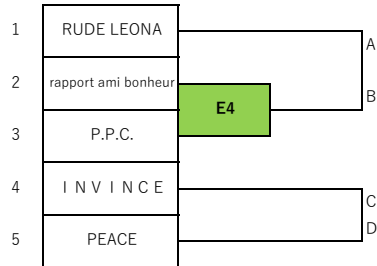 1 RUDE LEONA
A
2 rapport ami bonheur
B
E4
3 P.P.C.
4 I N V I N C E
C
D
5 PEACE